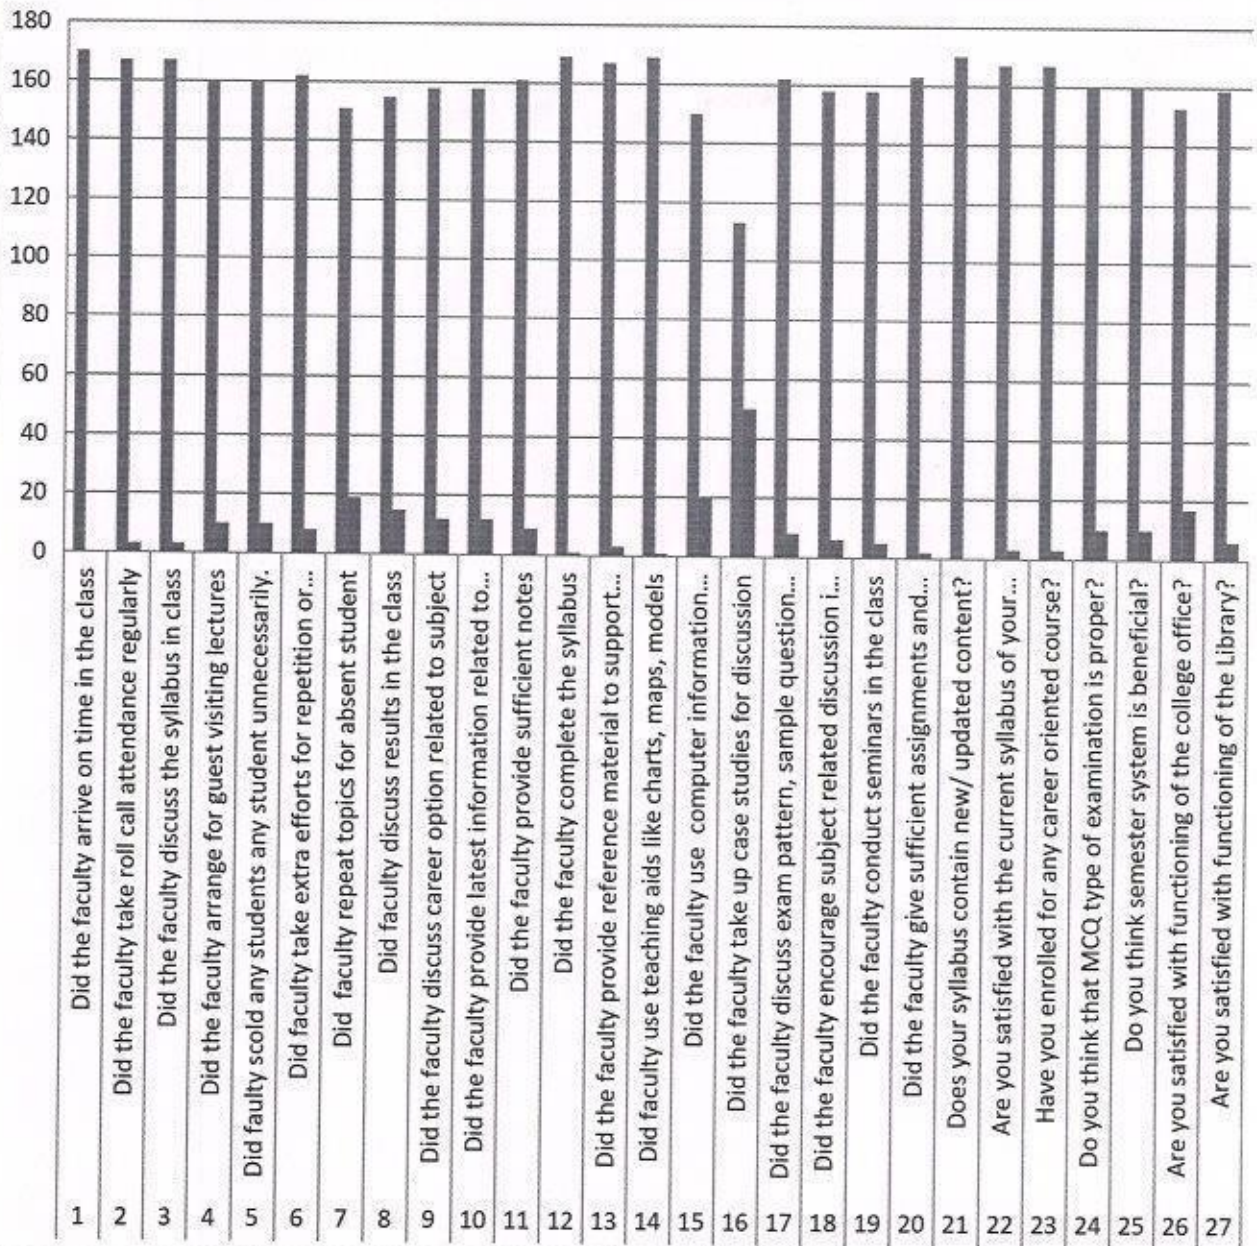 180
160
140
120
100
80
60
40
20
0
Did the faculty arrive on time in the class
Did the faculty take roll call attendance regularly
Did the faculty discuss the syllabus in class
Did the faculty arrange for guest visiting lectures
Did faulty scold any students any student unnecessarily.
Did faculty take extra efforts for repetition or...
Did faculty repeat topics for absent student
Did faculty discuss results in the class
Did the faculty discuss career option related to subject
Did the faculty provide latest information related to...
Did the faculty provide sufficient notes
Did the faculty complete the syllabus
Did the faculty provide reference material to support...
Did faculty use teaching aids like charts, maps, models
Did the faculty use computer information...
Did the faculty take up case studies for discussion
Did the faculty discuss exam pattern, sample question...
Did the faculty encourage subject related discussion i...
Did the faculty conduct seminars in the class
Did the faculty give sufficient assignments and...
Does your syllabus contain new/ updated content?
Are you satisfied with the current syllabus of your...
Have you enrolled for any career oriented course?
Do you think that MCQ type of examination is proper?
Do you think semester system is beneficial?
Are you satisfied with functioning of the college office?
Are you satisfied with functioning of the Library?
1 2 3 4 5 6 7 8 9 10 11 12 13 14 15 16 17 18 19 20 21 22 23 24 25 26 27